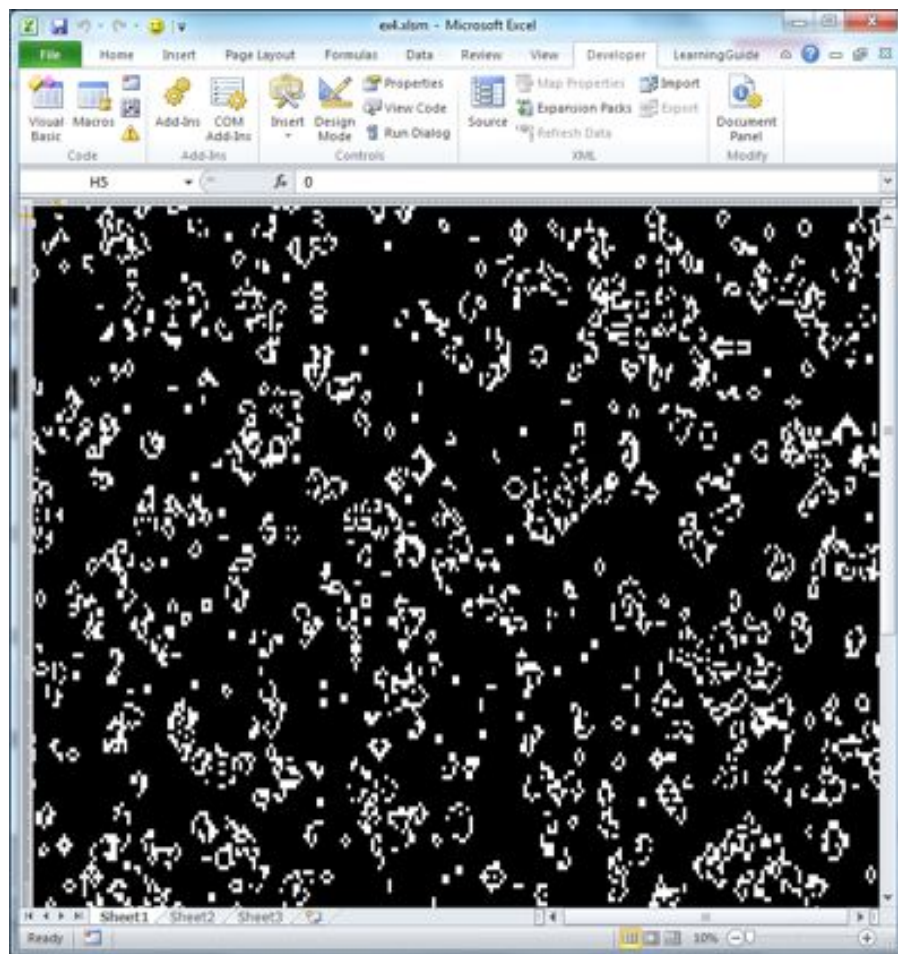 ex4.xlsm - Microsoft Excel
File Home Insert Page Layout Formulas Data Review View Developer LearningGuide
Visual Basic Macros Add-Ins COM Add-Ins Insert Design Mode Properties View Code Run Dialog Source Map Properties Expansion Packs Refresh Data Import Export Document Panel
Code Add-Ins Controls XML Modify
H5 fx 0
Sheet1 Sheet2 Sheet3
Ready 10%